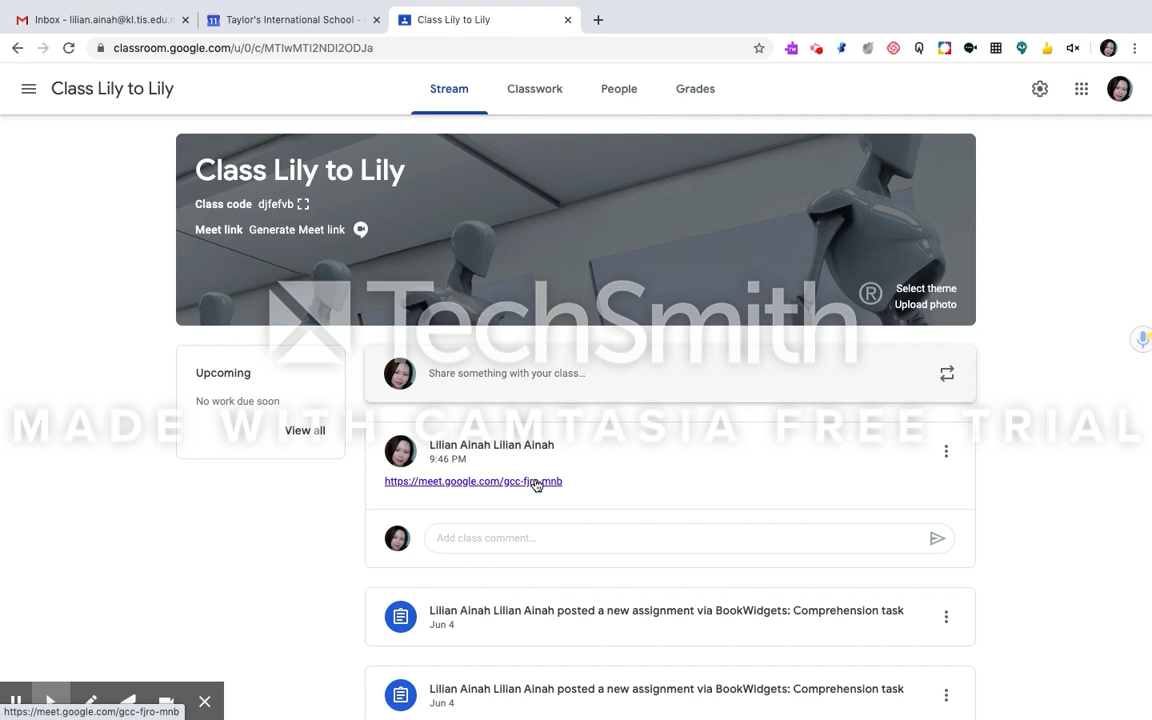 Inbox - lilian.ainah@kl.tis.edu.m
Taylor's International School -
Class Lily to Lily
classroom.google.com/u/0/c/MTIwMTI2NDI2ODJa
Class Lily to Lily
Stream
Classwork
People
Grades
Class Lily to Lily
Class code djfefvb
Meet link Generate Meet link
Select theme
Upload photo
TechSmith®
Upcoming
No work due soon
View all
Share something with your class...
MADE WITH CAMTASIA FREE TRIAL
Lilian Ainah Lilian Ainah
9:46 PM
https://meet.google.com/gcc-fjro-mnb
Add class comment...
Lilian Ainah Lilian Ainah posted a new assignment via BookWidgets: Comprehension task
Jun 4
Lilian Ainah Lilian Ainah posted a new assignment via BookWidgets: Comprehension task
Jun 4
https://meet.google.com/gcc-fjro-mnb